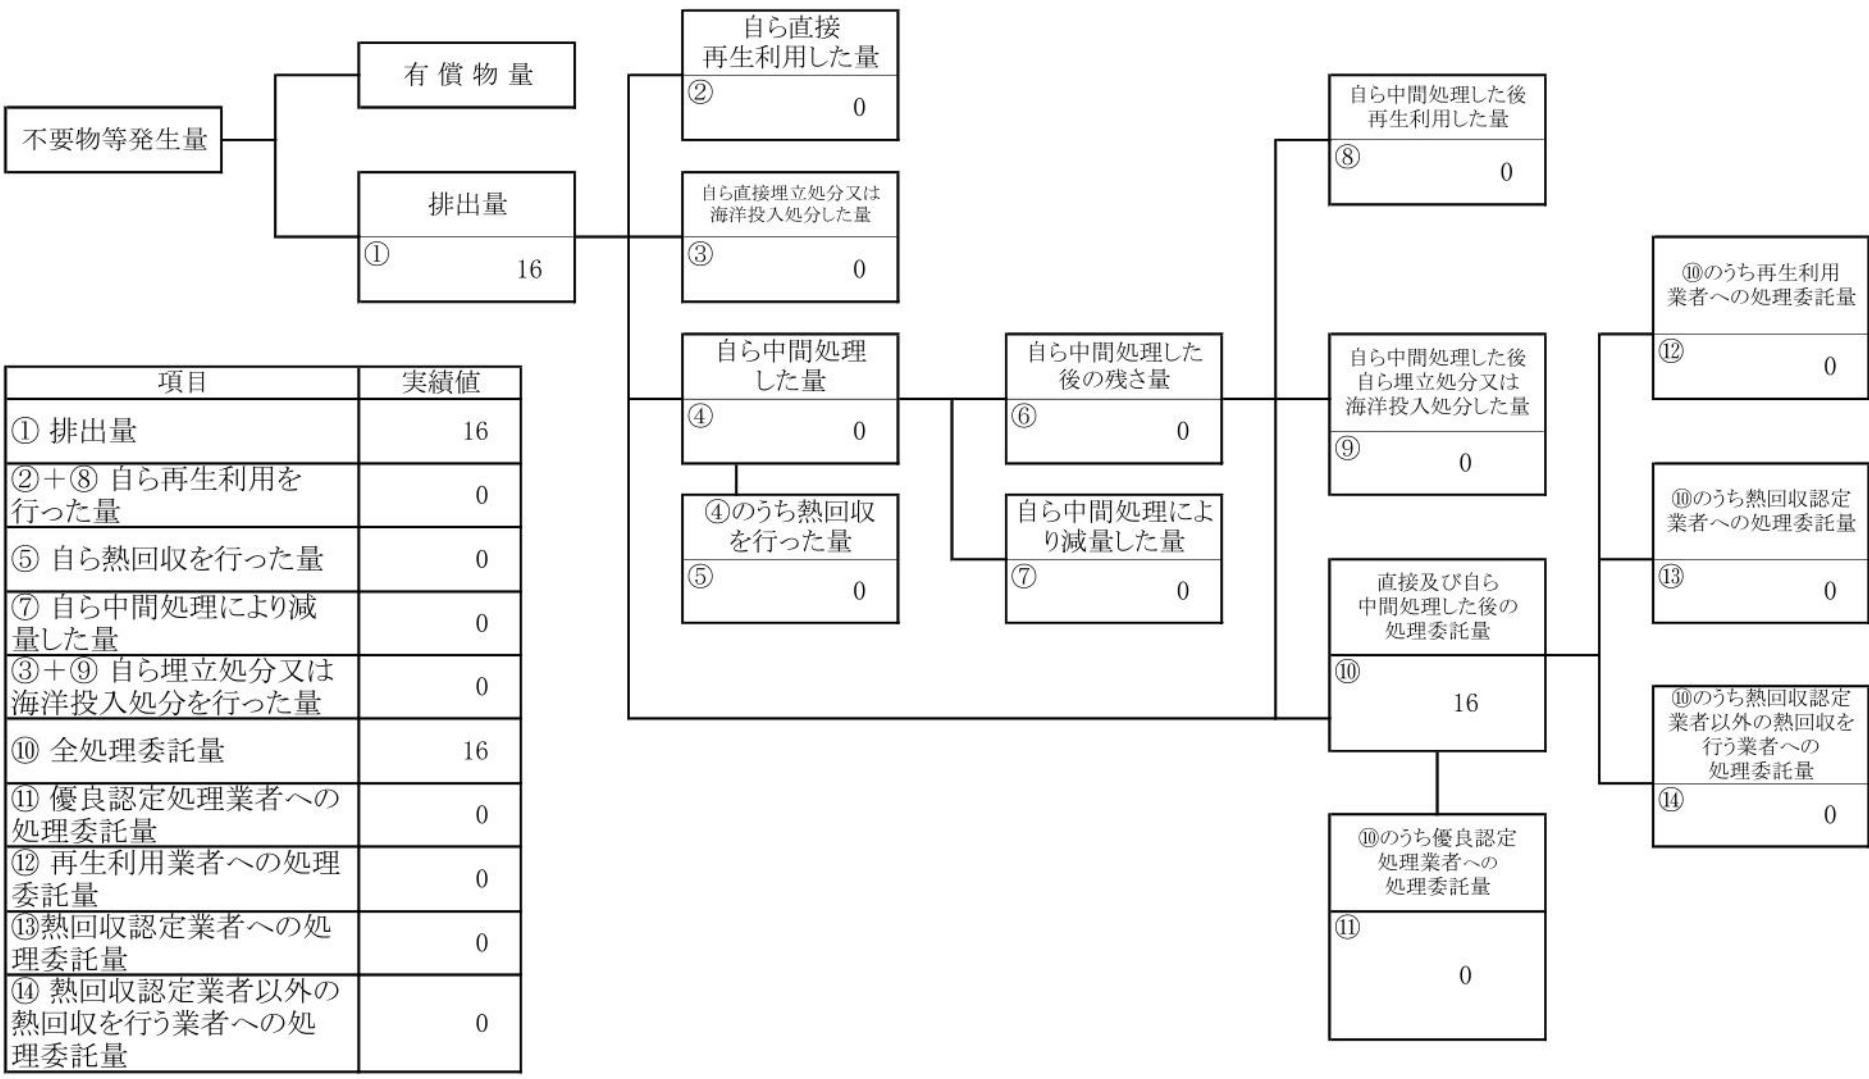 不要物等発生量
有償物量
排出量
①
16
自ら直接
再生利用した量
②
0
自ら直接埋立処分又は
海洋投入処分した量
③
0
自ら中間処理
した量
④
0
④のうち熱回収
を行った量
⑤
0
自ら中間処理した
後の残さ量
⑥
0
自ら中間処理によ
り減量した量
⑦
0
自ら中間処理した後
再生利用した量
⑧
0
自ら中間処理した後
自ら埋立処分又は
海洋投入処分した量
⑨
0
直接及び自ら
中間処理した後の
処理委託量
⑩
16
⑩のうち優良認定
処理業者への
処理委託量
⑪
0
⑩のうち再生利用
業者への処理委託量
⑫
0
⑩のうち熱回収認定
業者への処理委託量
⑬
0
⑩のうち熱回収認定
業者以外の熱回収を
行う業者への
処理委託量
⑭
0
項目 実績値
① 排出量 16
②＋⑧ 自ら再生利用を
行った量 0
⑤ 自ら熱回収を行った量 0
⑦ 自ら中間処理により減
量した量 0
③＋⑨ 自ら埋立処分又は
海洋投入処分を行った量 0
⑩ 全処理委託量 16
⑪ 優良認定処理業者への
処理委託量 0
⑫ 再生利用業者への処理
委託量 0
⑬熱回収認定業者への処
理委託量 0
⑭ 熱回収認定業者以外の
熱回収を行う業者への処 0
理委託量